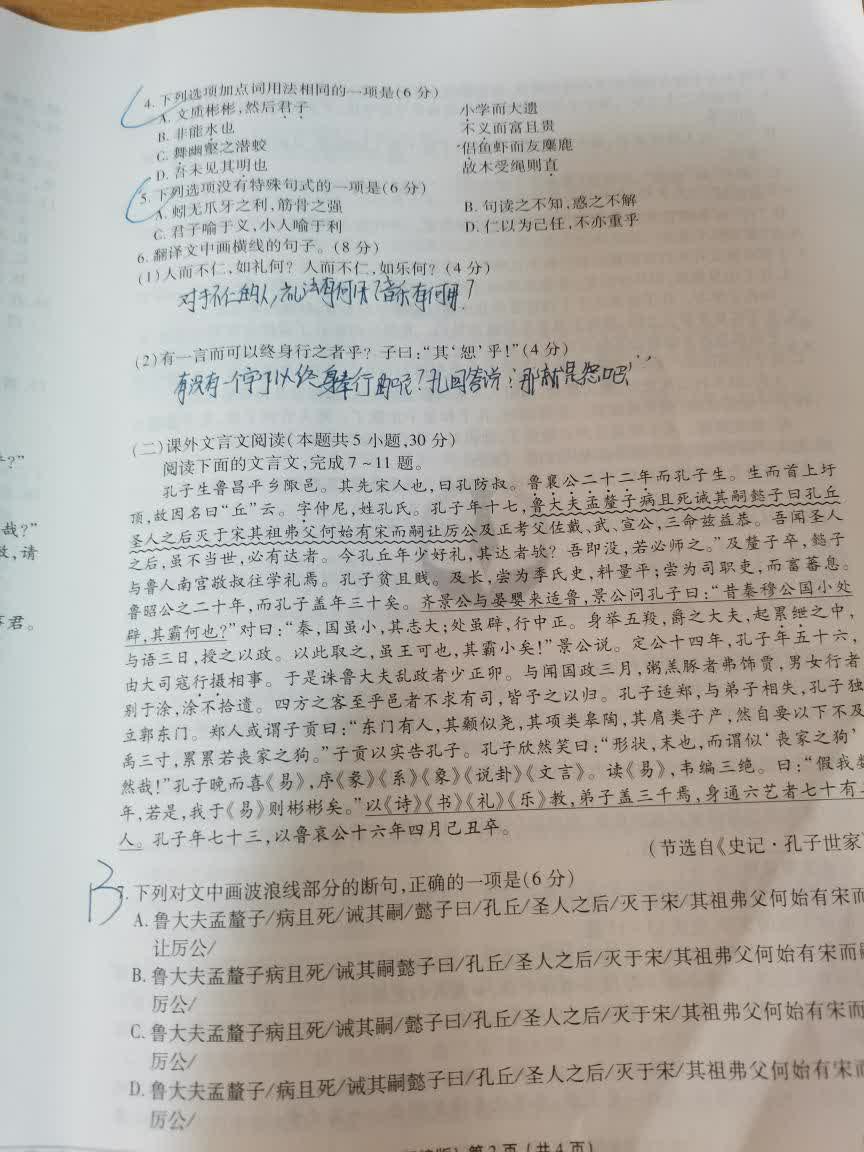 4. 下列选项加点词用法相同的一项是(6分)
A. 文质彬彬,然后君子 小学而大遗
B. 非能水也 不义而富且贵
C. 舞幽壑之潜蛟 侣鱼虾而友麋鹿
D. 吾未见其明也 故木受绳则直
5. 下列选项没有特殊句式的一项是(6分)
A. 蚓无爪牙之利,筋骨之强 B. 句读之不知,惑之不解
C. 君子喻于义,小人喻于利 D. 仁以为己任,不亦重乎
6. 翻译文中画横线的句子。(8分)
(1)人而不仁,如礼何?人而不仁,如乐何?(4分)
对于不仁的人,礼法有何用?音乐有何用?
(2)有一言而可以终身行之者乎?子曰:“其‘恕’乎!”(4分)
有没有一个字可以终身奉行的呢?孔回答说:那就是恕吧!
(二)课外文言文阅读(本题共5小题,30分)
阅读下面的文言文,完成7~11题。
孔子生鲁昌平乡陬邑。其先宋人也,曰孔防叔。鲁襄公二十二年而孔子生。生而首上圩
顶,故因名曰“丘”云。字仲尼,姓孔氏。孔子年十七,鲁大夫孟釐子病且死诫其嗣懿子曰孔丘
圣人之后灭于宋其祖弗父何始有宋而嗣让厉公及正考父佐戴、武、宣公,三命兹益恭。吾闻圣人
之后,虽不当世,必有达者。今孔丘年少好礼,其达者欤?吾即没,若必师之。”及釐子卒,懿子
与鲁人南宫敬叔往学礼焉。孔子贫且贱。及长,尝为季氏史,料量平;尝为司职吏,而畜蕃息。
鲁昭公之二十年,而孔子盖年三十矣。齐景公与晏婴来适鲁,景公问孔子曰:“昔秦穆公国小处
辟,其霸何也?”对曰:“秦,国虽小,其志大;处虽辟,行中正。身举五羖,爵之大夫,起累绁之中,
与语三日,授之以政。以此取之,虽王可也,其霸小矣!”景公说。定公十四年,孔子年五十六,
由大司寇行摄相事。于是诛鲁大夫乱政者少正卯。与闻国政三月,粥羔豚者弗饰贾,男女行者
别于涂,涂不拾遗。四方之客至乎邑者不求有司,皆予之以归。孔子适郑,与弟子相失,孔子独
立郭东门。郑人或谓子贡曰:“东门有人,其颡似尧,其项类皋陶,其肩类子产,然自要以下不及
禹三寸,累累若丧家之狗。”子贡以实告孔子。孔子欣然笑曰:“形状,末也,而谓似‘丧家之狗’
然哉!”孔子晚而喜《易》,序《彖》《系》《象》《说卦》《文言》。读《易》,韦编三绝。曰:“假我
年,若是,我于《易》则彬彬矣。”以《诗》《书》《礼》《乐》教,弟子盖三千焉,身通六艺者七十有
人。孔子年七十三,以鲁哀公十六年四月己丑卒。
(节选自《史记·孔子世家》
B
7. 下列对文中画波浪线部分的断句,正确的一项是(6分)
A. 鲁大夫孟釐子/病且死/诫其嗣/懿子曰/孔丘/圣人之后/灭于宋/其祖弗父何始有宋而
让厉公/
B. 鲁大夫孟釐子病且死/诫其嗣懿子曰/孔丘/圣人之后/灭于宋/其祖弗父何始有宋而
厉公/
C. 鲁大夫孟釐子病且死/诫其嗣/懿子曰/孔丘/圣人之后/灭于宋/其祖弗父何始有宋而
厉公/
D. 鲁大夫孟釐子/病且死/诫其嗣懿子曰/孔丘/圣人之后/灭于宋/其祖弗父何始有宋而
厉公/
第2页(共4页)
哉?”
请
君。